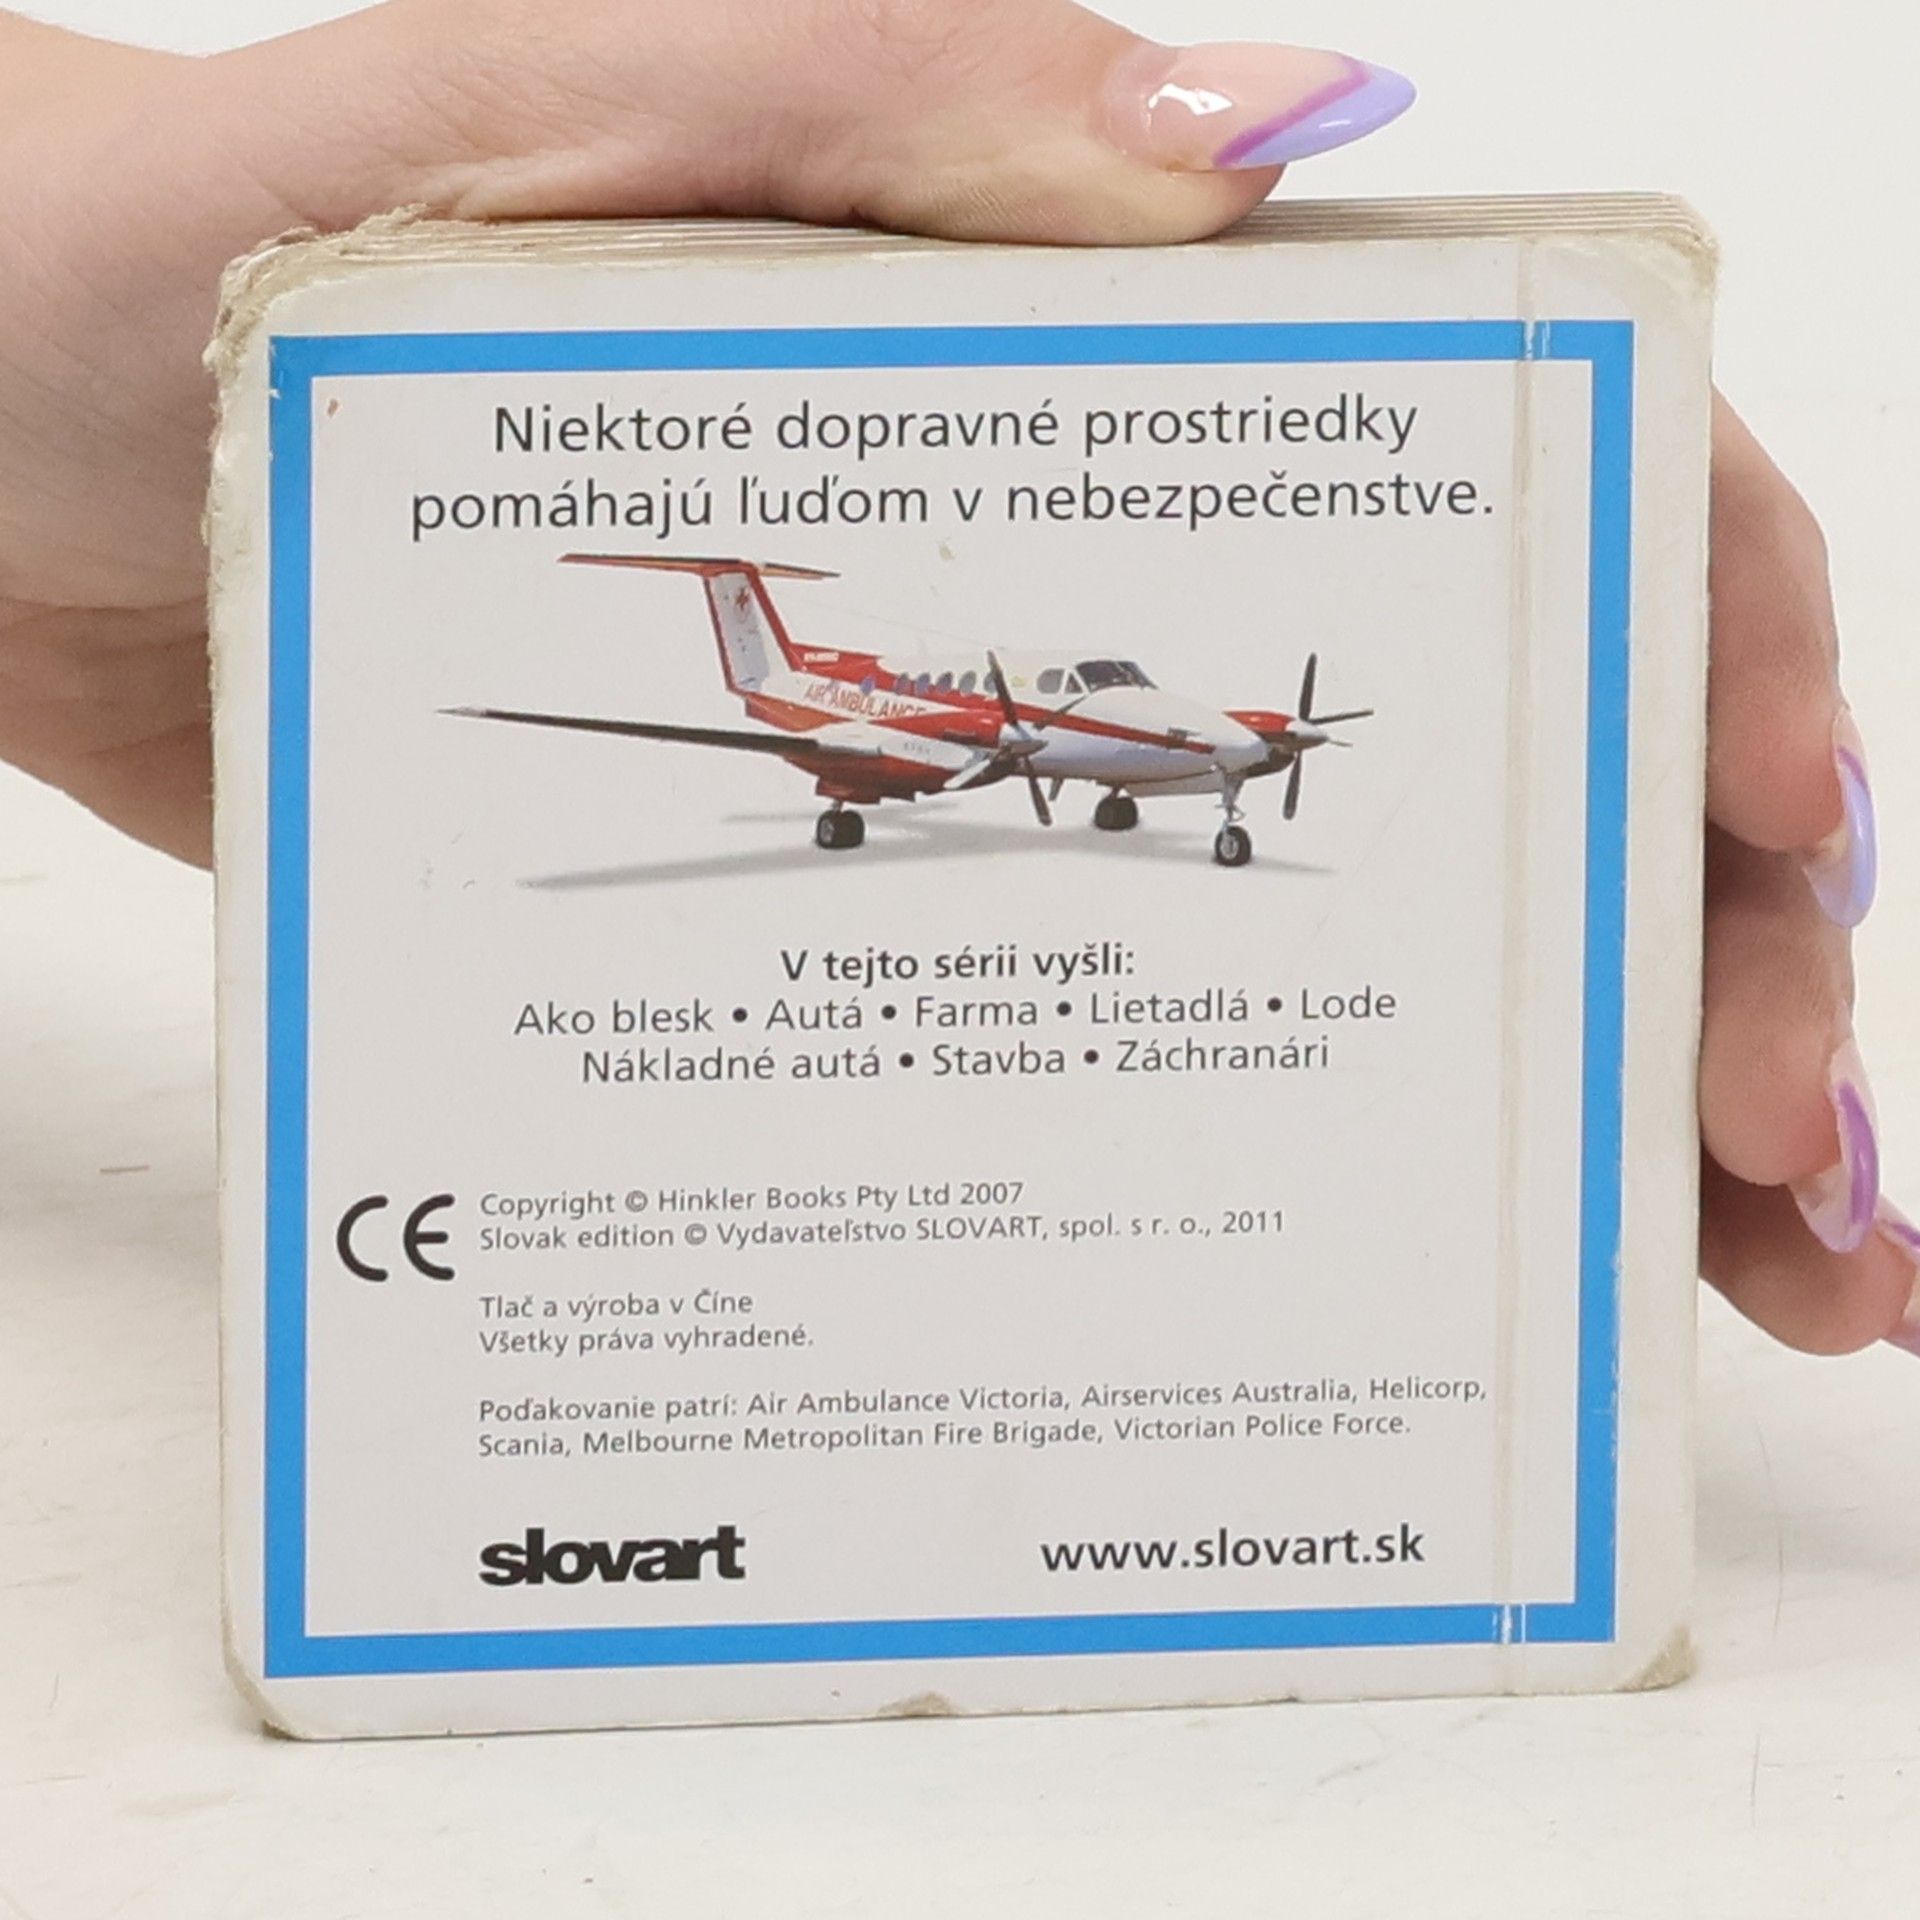 Niektoré dopravné prostriedky
pomáhajú ľuďom v nebezpečenstve.
AIR AMBULANCE
V tejto sérii vyšli:
Ako blesk • Autá • Farma • Lietadlá • Lode
Nákladné autá • Stavba • Záchranári
CE
Copyright © Hinkler Books Pty Ltd 2007
Slovak edition © Vydavateľstvo SLOVART, spol. s r. o., 2011
Tlač a výroba v Číne
Všetky práva vyhradené.
Poďakovanie patrí: Air Ambulance Victoria, Airservices Australia, Helicorp,
Scania, Melbourne Metropolitan Fire Brigade, Victorian Police Force.
slovart
www.slovart.sk